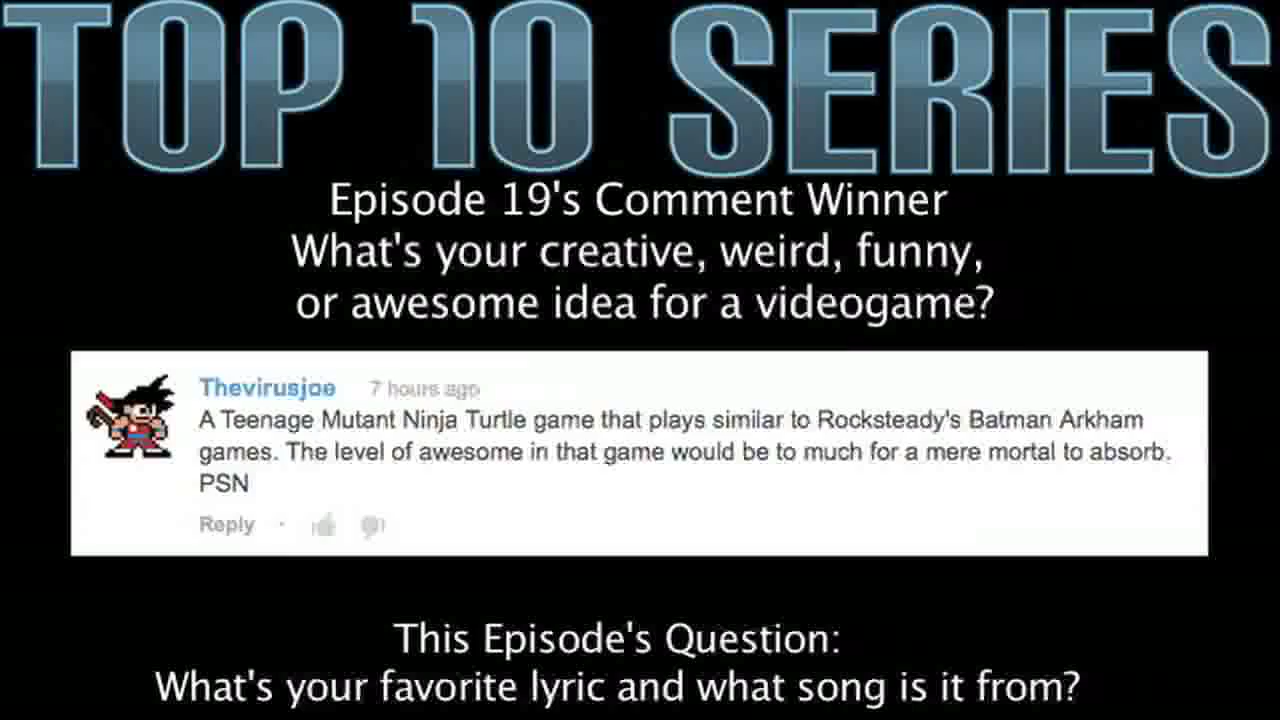 TOP 10 SERIES
Episode 19's Comment Winner
What's your creative, weird, funny,
or awesome idea for a videogame?
Thevirusjoe 7 hours ago
A Teenage Mutant Ninja Turtle game that plays similar to Rocksteady's Batman Arkham
games. The level of awesome in that game would be to much for a mere mortal to absorb.
PSN
Reply ·
This Episode's Question:
What's your favorite lyric and what song is it from?